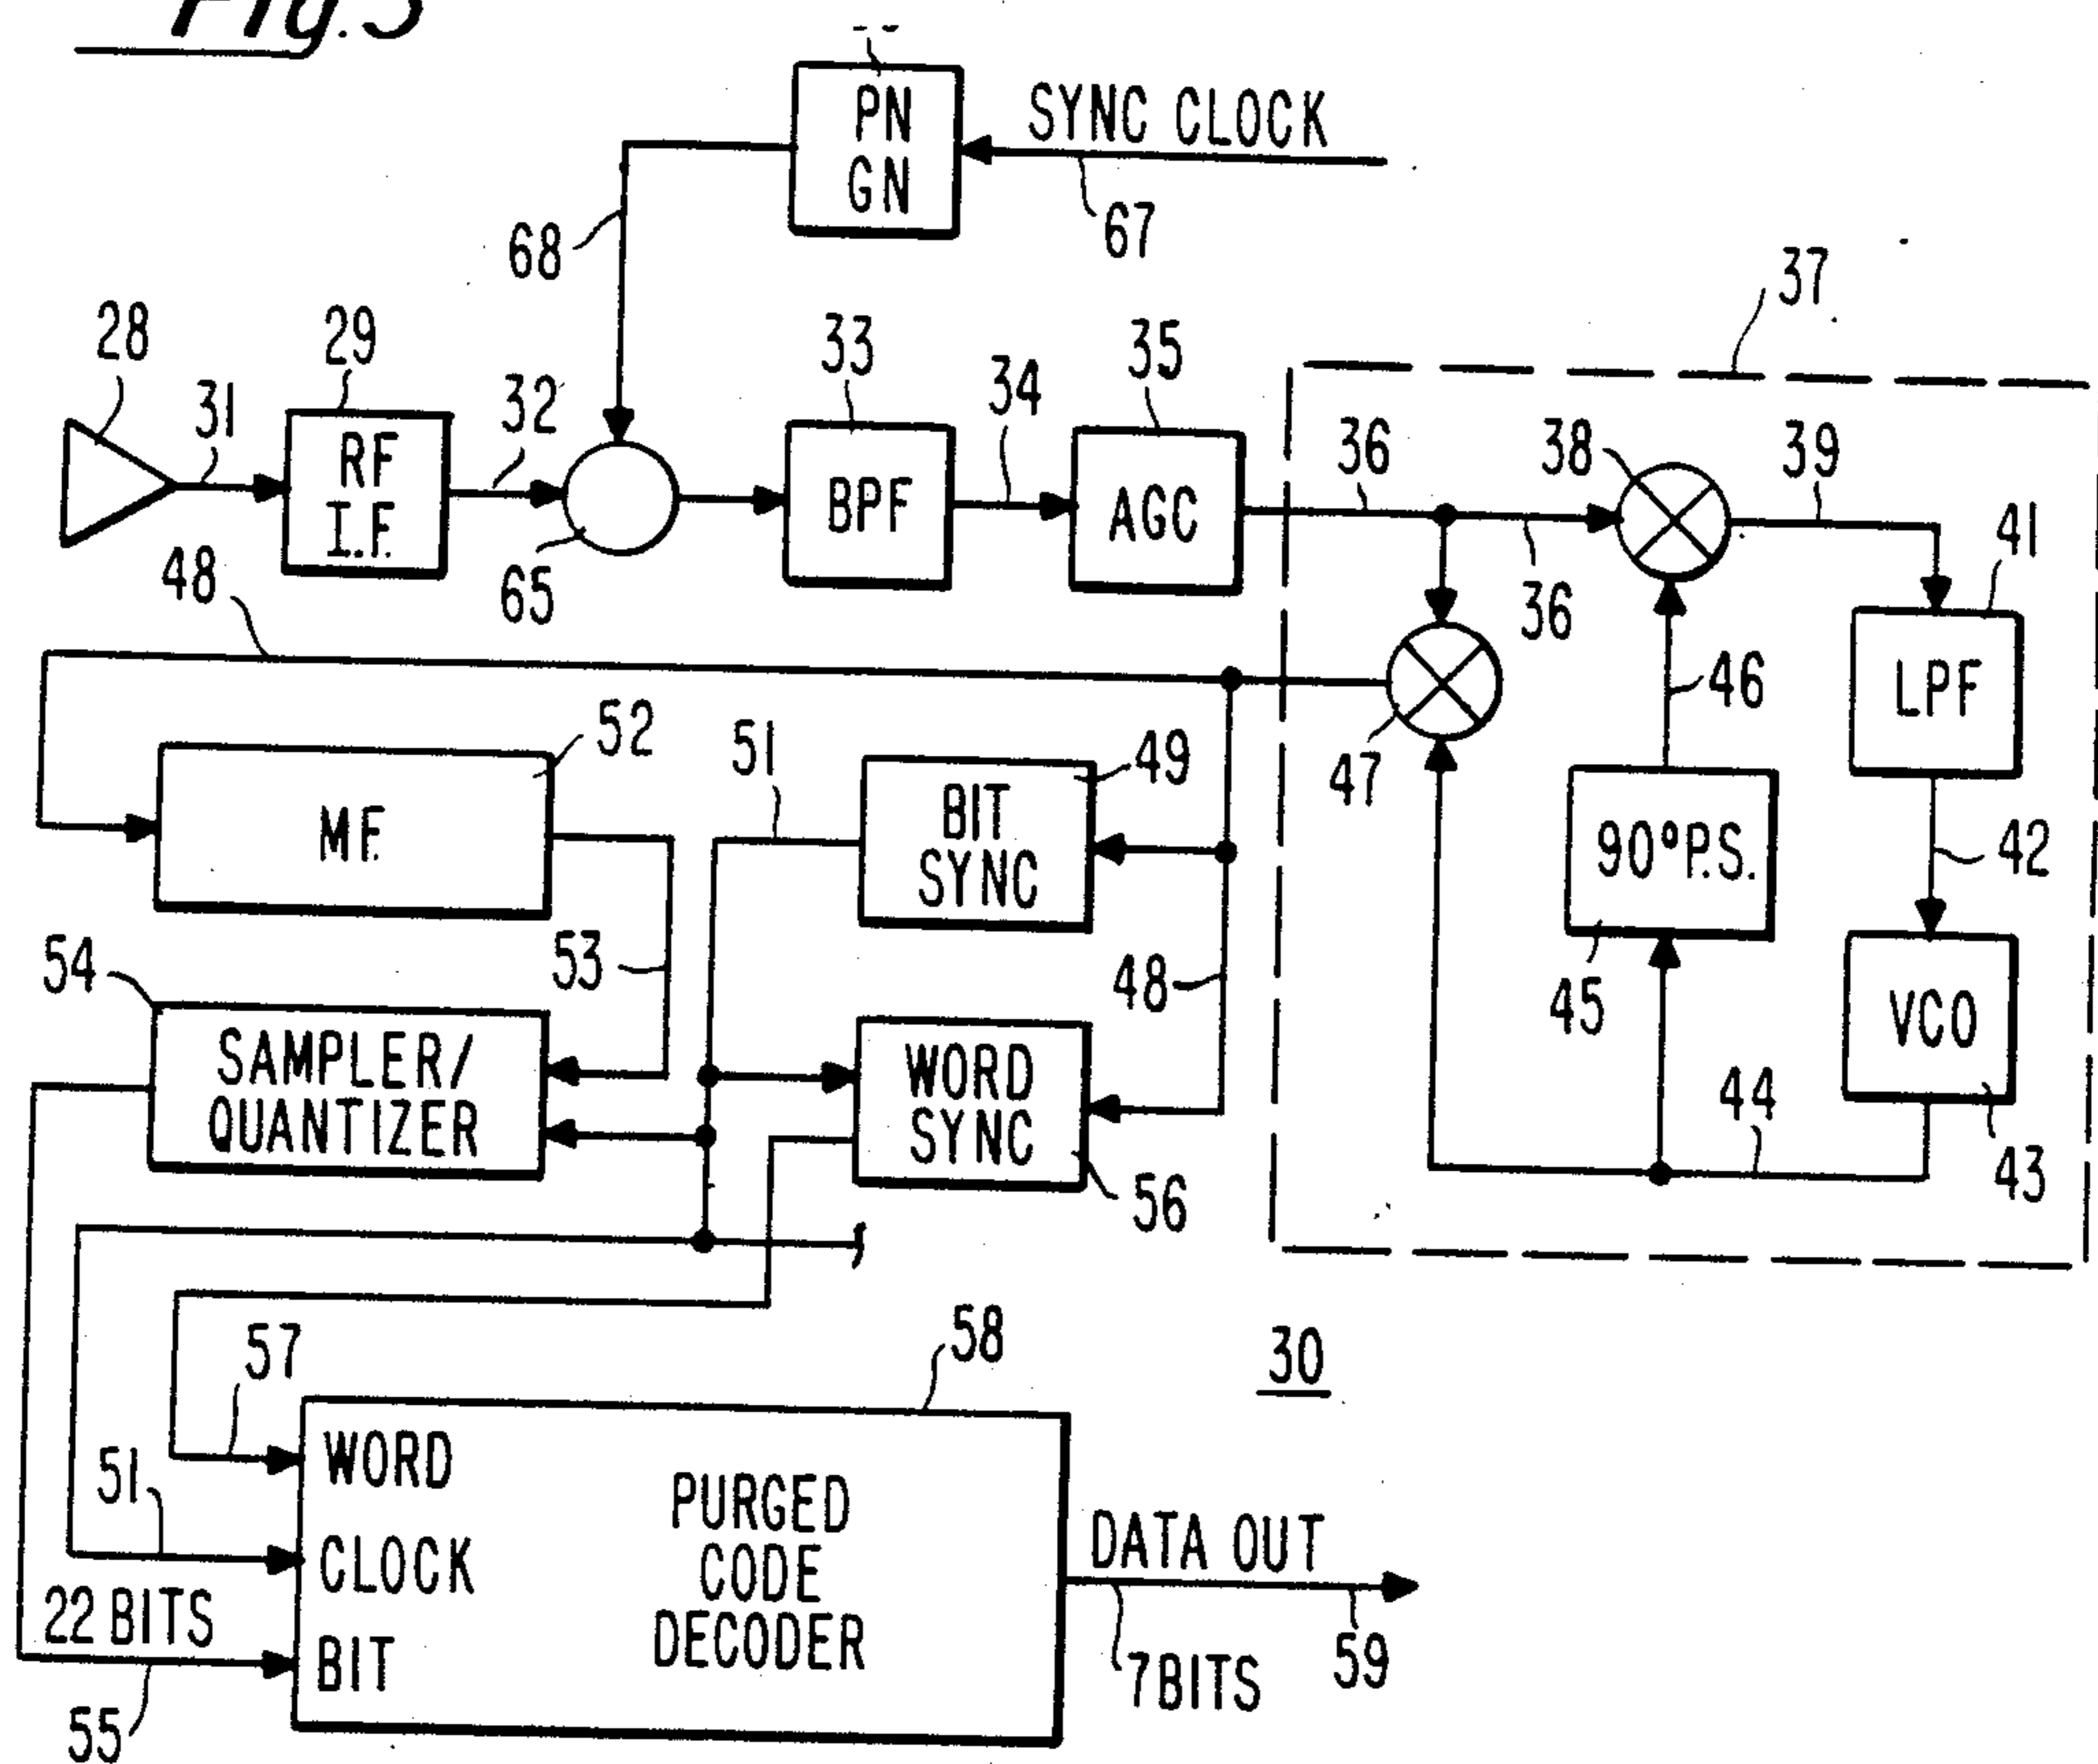 Fig. 3
PN
GN
SYNC CLOCK
67
68
37
28
31
29
32
33
34
35
36
38
39
RF
I.F.
BPF
AGC
65
48
36
41
LPF
46
47
52
51
49
MF.
BIT
SYNC
90° P.S.
42
53
48
45
54
SAMPLER/
QUANTIZER
WORD
SYNC
VCO
44
43
56
57
58
30
51
WORD
CLOCK
BIT
PURGED
CODE
DECODER
DATA OUT
22 BITS
7 BITS
59
55